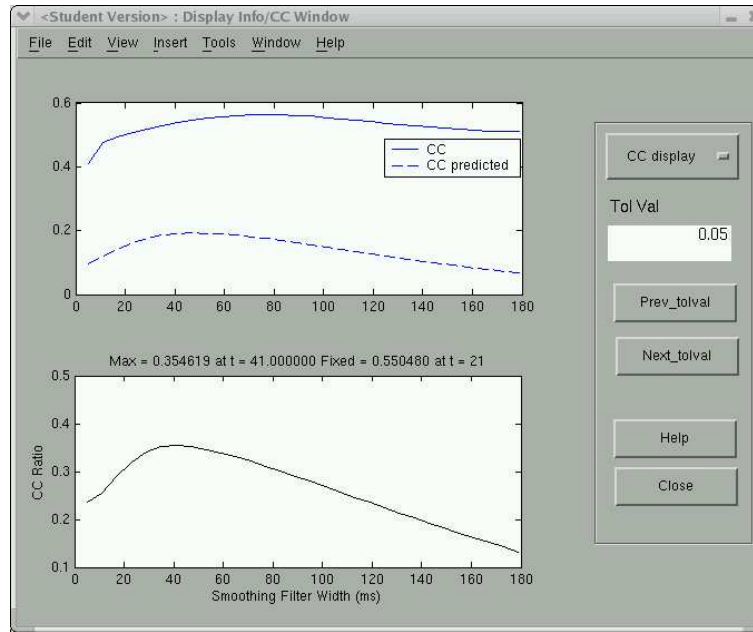 <Student Version> : Display Info/CC Window
File Edit View Insert Tools Window Help
0.6
0.4
0.2
0
CC
CC predicted
0 20 40 60 80 100 120 140 160 180
Max = 0.354619 at t = 41.000000 Fixed = 0.550480 at t = 21
0.5
0.4
0.3
0.2
0.1
CC Ratio
0 20 40 60 80 100 120 140 160 180
Smoothing Filter Width (ms)
CC display
Tol Val
0.05
Prev_tolval
Next_tolval
Help
Close